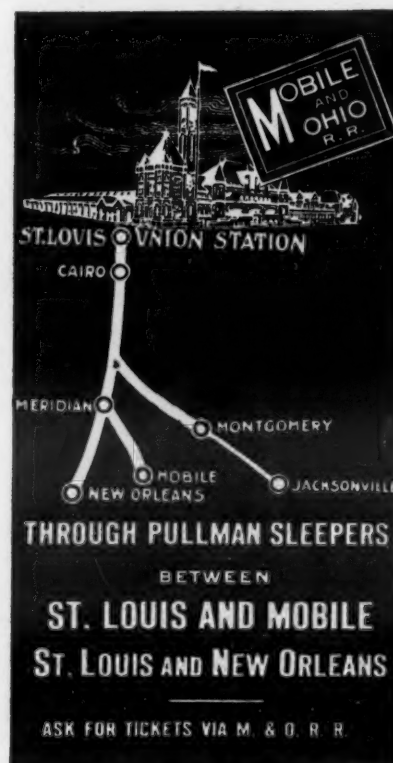 MOBILE
AND
OHIO
R. R.
ST. LOUIS UNION STATION
CAIRO
MERIDIAN
MONTGOMERY
MOBILE
NEW ORLEANS
JACKSONVILLE
THROUGH PULLMAN SLEEPERS
BETWEEN
ST. LOUIS AND MOBILE
ST. LOUIS AND NEW ORLEANS
ASK FOR TICKETS VIA M. & O. R. R.